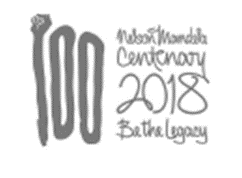 100
Nelson Mandela
Centenary
2018
Be the Legacy